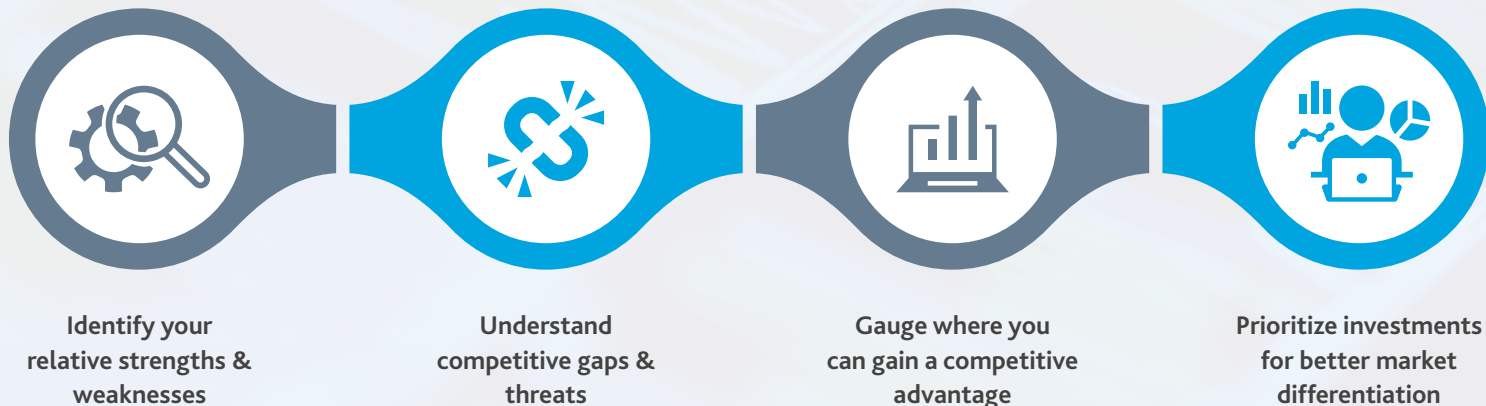 Identify your
relative strengths &
weaknesses
Understand
competitive gaps &
threats
Gauge where you
can gain a competitive
advantage
Prioritize investments
for better market
differentiation